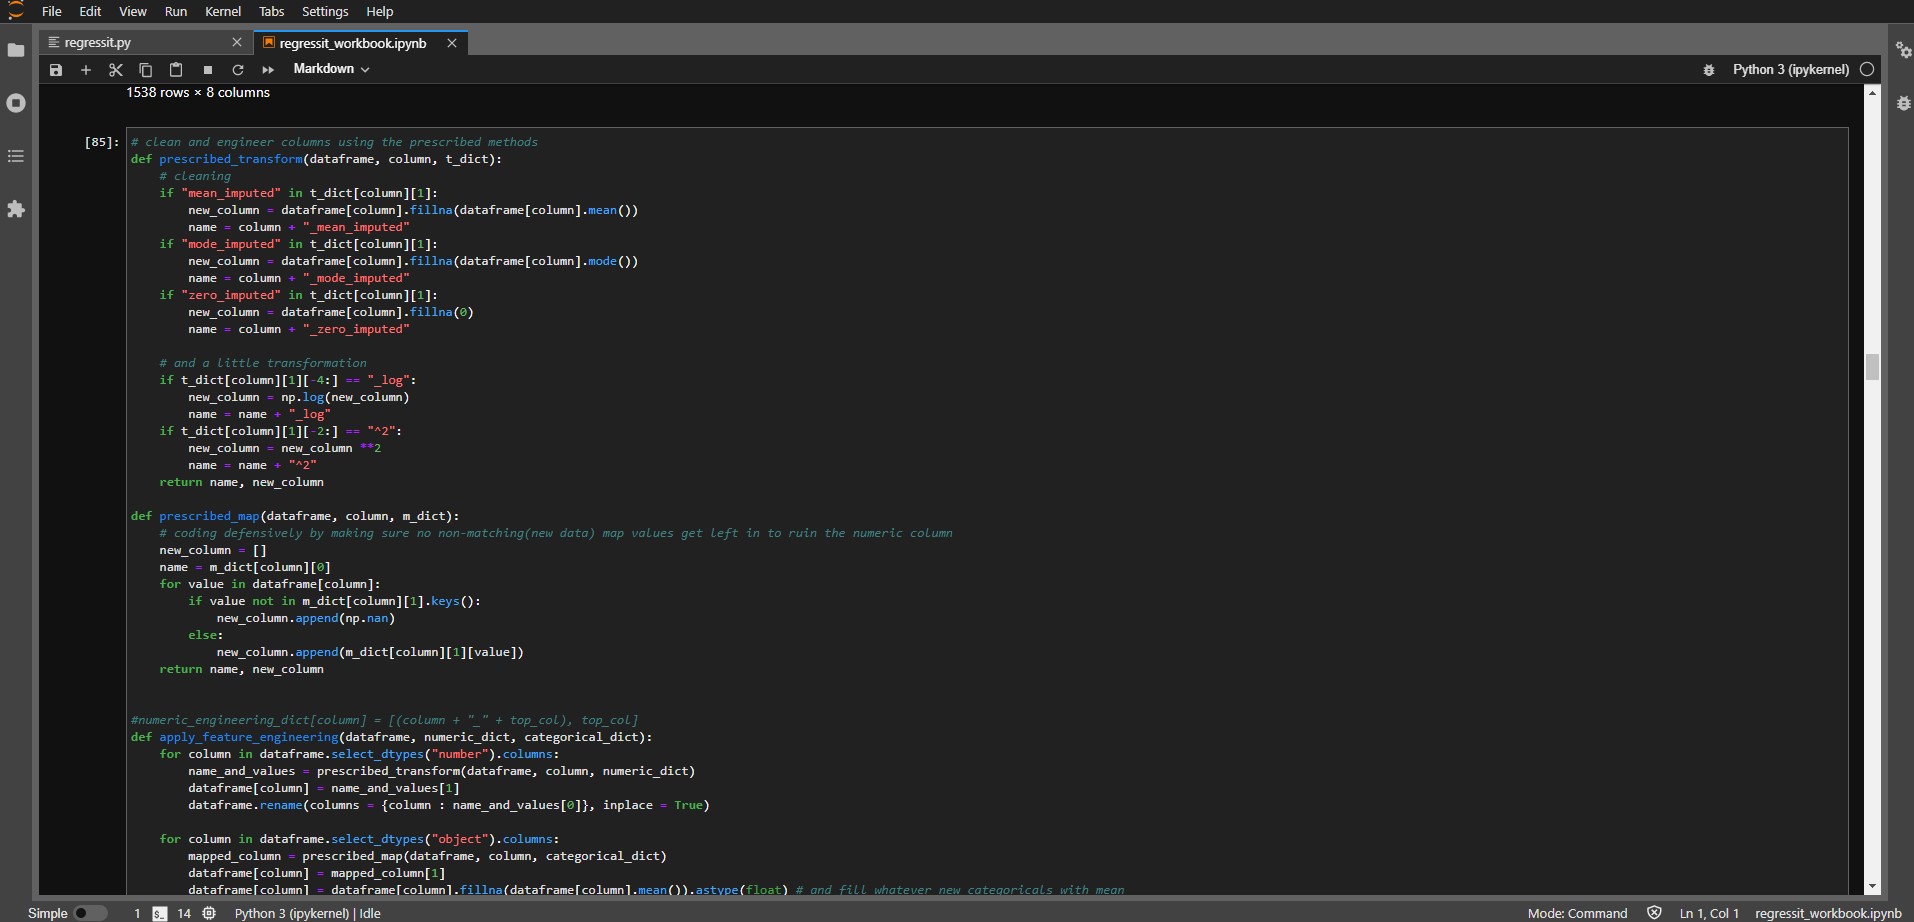 File Edit View Run Kernel Tabs Settings Help
regressit.py
regressit_workbook.ipynb
Markdown
Python 3 (ipykernel)
1538 rows × 8 columns
[85]:
# clean and engineer columns using the prescribed methods
def prescribed_transform(dataframe, column, t_dict):
    # cleaning
    if "mean_imputed" in t_dict[column][1]:
        new_column = dataframe[column].fillna(dataframe[column].mean())
        name = column + "_mean_imputed"
    if "mode_imputed" in t_dict[column][1]:
        new_column = dataframe[column].fillna(dataframe[column].mode())
        name = column + "_mode_imputed"
    if "zero_imputed" in t_dict[column][1]:
        new_column = dataframe[column].fillna(0)
        name = column + "_zero_imputed"
    # and a little transformation
    if t_dict[column][1][-4:] == "_log":
        new_column = np.log(new_column)
        name = name + "_log"
    if t_dict[column][1][-2:] == "^2":
        new_column = new_column **2
        name = name + "^2"
    return name, new_column
def prescribed_map(dataframe, column, m_dict):
    # coding defensively by making sure no non-matching(new data) map values get left in to ruin the numeric column
    new_column = []
    name = m_dict[column][0]
    for value in dataframe[column]:
        if value not in m_dict[column][1].keys():
            new_column.append(np.nan)
        else:
            new_column.append(m_dict[column][1][value])
    return name, new_column
#numeric_engineering_dict[column] = [(column + "_" + top_col), top_col]
def apply_feature_engineering(dataframe, numeric_dict, categorical_dict):
    for column in dataframe.select_dtypes("number").columns:
        name_and_values = prescribed_transform(dataframe, column, numeric_dict)
        dataframe[column] = name_and_values[1]
        dataframe.rename(columns = {column : name_and_values[0]}, inplace = True)
    for column in dataframe.select_dtypes("object").columns:
        mapped_column = prescribed_map(dataframe, column, categorical_dict)
        dataframe[column] = mapped_column[1]
        dataframe[column] = dataframe[column].fillna(dataframe[column].mean()).astype(float) # and fill whatever new categoricals with mean
Simple 1 $_ 14 Python 3 (ipykernel) | Idle Mode: Command Ln 1, Col 1 regressit_workbook.ipynb